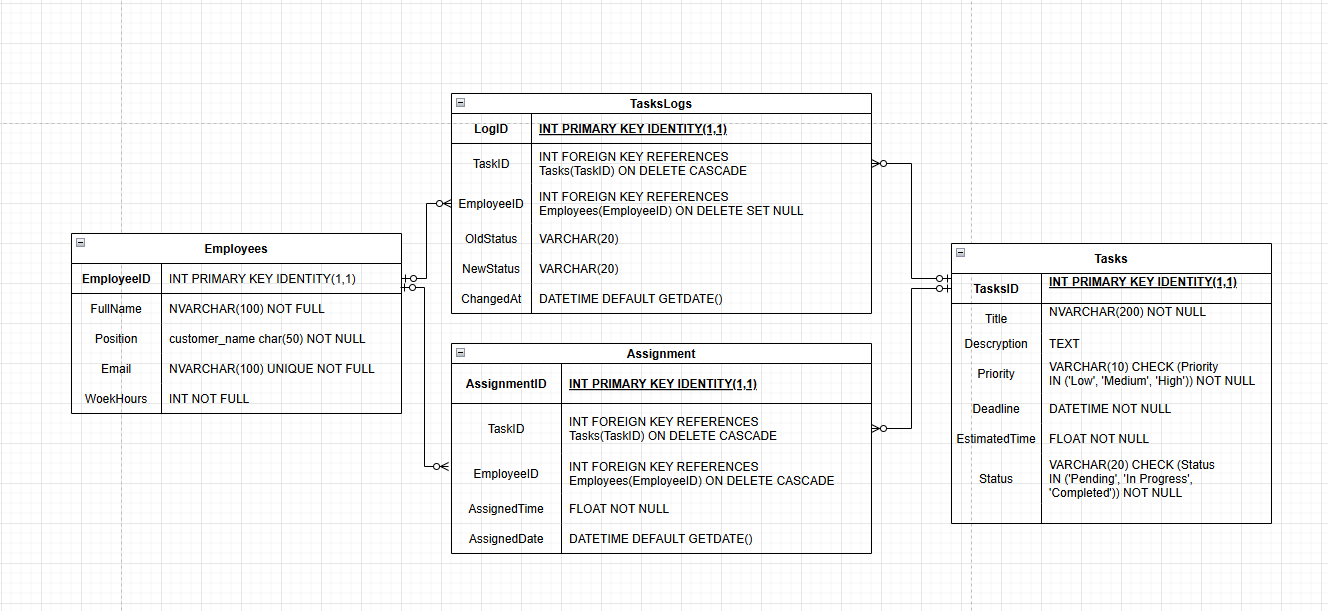 TasksLogs
LogID INT PRIMARY KEY IDENTITY(1,1)
TaskID INT FOREIGN KEY REFERENCES
Tasks(TaskID) ON DELETE CASCADE
EmployeeID INT FOREIGN KEY REFERENCES
Employees(EmployeeID) ON DELETE SET NULL
OldStatus VARCHAR(20)
NewStatus VARCHAR(20)
ChangedAt DATETIME DEFAULT GETDATE()
Employees
EmployeeID INT PRIMARY KEY IDENTITY(1,1)
FullName NVARCHAR(100) NOT FULL
Position customer_name char(50) NOT NULL
Email NVARCHAR(100) UNIQUE NOT FULL
WoekHours INT NOT FULL
Assignment
AssignmentID INT PRIMARY KEY IDENTITY(1,1)
TaskID INT FOREIGN KEY REFERENCES
Tasks(TaskID) ON DELETE CASCADE
EmployeeID INT FOREIGN KEY REFERENCES
Employees(EmployeeID) ON DELETE CASCADE
AssignedTime FLOAT NOT NULL
AssignedDate DATETIME DEFAULT GETDATE()
Tasks
TasksID INT PRIMARY KEY IDENTITY(1,1)
Title NVARCHAR(200) NOT NULL
Descryption TEXT
Priority VARCHAR(10) CHECK (Priority
IN ('Low', 'Medium', 'High')) NOT NULL
Deadline DATETIME NOT NULL
EstimatedTime FLOAT NOT NULL
Status VARCHAR(20) CHECK (Status
IN ('Pending', 'In Progress',
'Completed')) NOT NULL